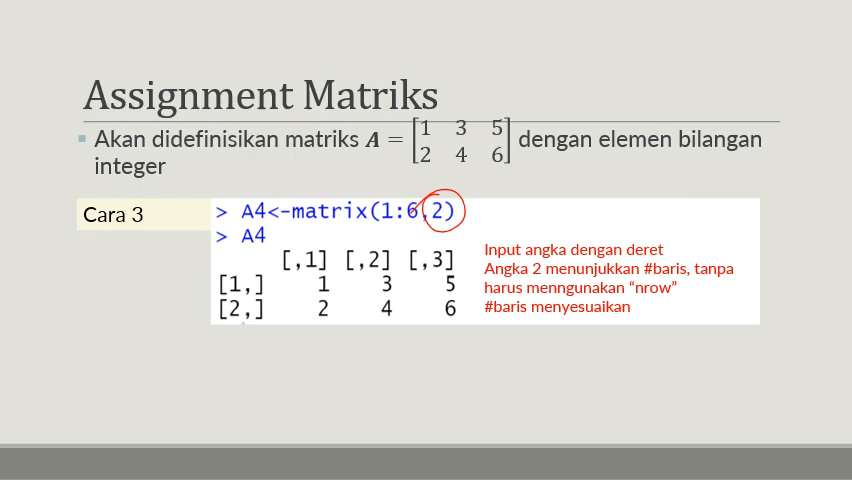 Assignment Matriks
Akan didefinisikan matriks A = [1 3 5
2 4 6] dengan elemen bilangan
integer
Cara 3
> A4<-matrix(1:6,2)
> A4
[,1] [,2] [,3]
[1,] 1 3 5
[2,] 2 4 6
Input angka dengan deret
Angka 2 menunjukkan #baris, tanpa
harus menngunakan “nrow”
#baris menyesuaikan